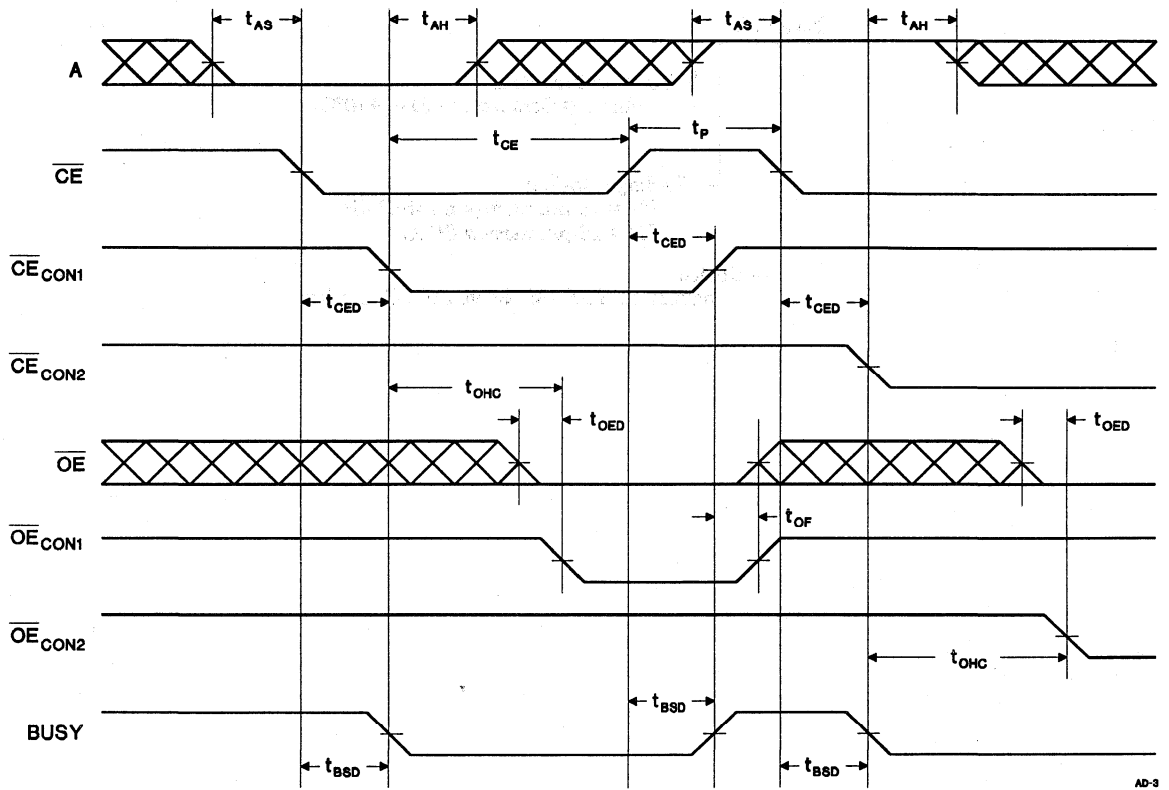 tAS tAH tAS tAH
A
tCE tP
CE
tCED
CECON1
tCED tCED
CECON2
tOHC
tOED tOED
OE
tOF
OECON1
OECON2
tOHC
tBSD
BUSY
tBSD tBSD
AD-3